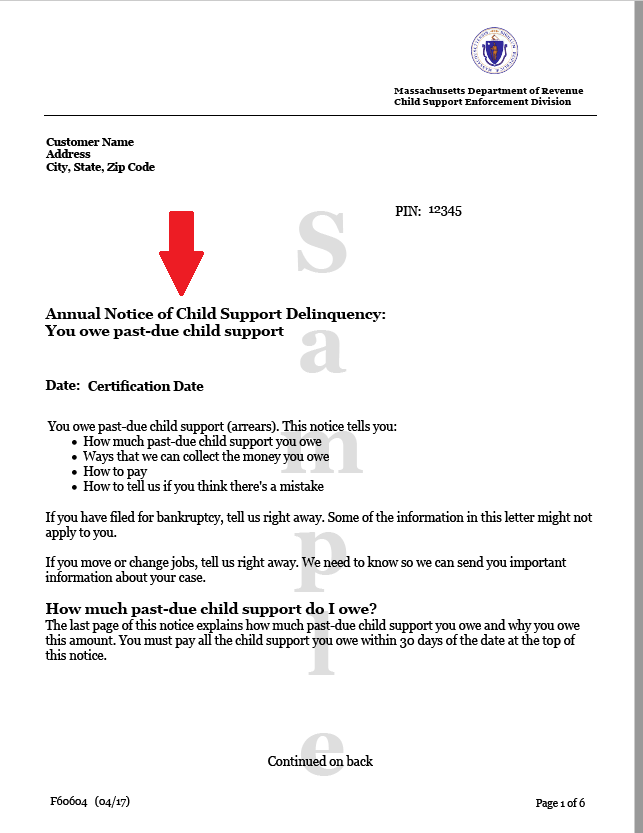 Massachusetts Department of Revenue
Child Support Enforcement Division
Customer Name
Address
City, State, Zip Code
PIN: 12345
Annual Notice of Child Support Delinquency:
You owe past-due child support
Date: Certification Date
You owe past-due child support (arrears). This notice tells you:
• How much past-due child support you owe
• Ways that we can collect the money you owe
• How to pay
• How to tell us if you think there's a mistake
If you have filed for bankruptcy, tell us right away. Some of the information in this letter might not
apply to you.
If you move or change jobs, tell us right away. We need to know so we can send you important
information about your case.
How much past-due child support do I owe?
The last page of this notice explains how much past-due child support you owe and why you owe
this amount. You must pay all the child support you owe within 30 days of the date at the top of
this notice.
Continued on back
F60604 (04/17)
Page 1 of 6
Sample